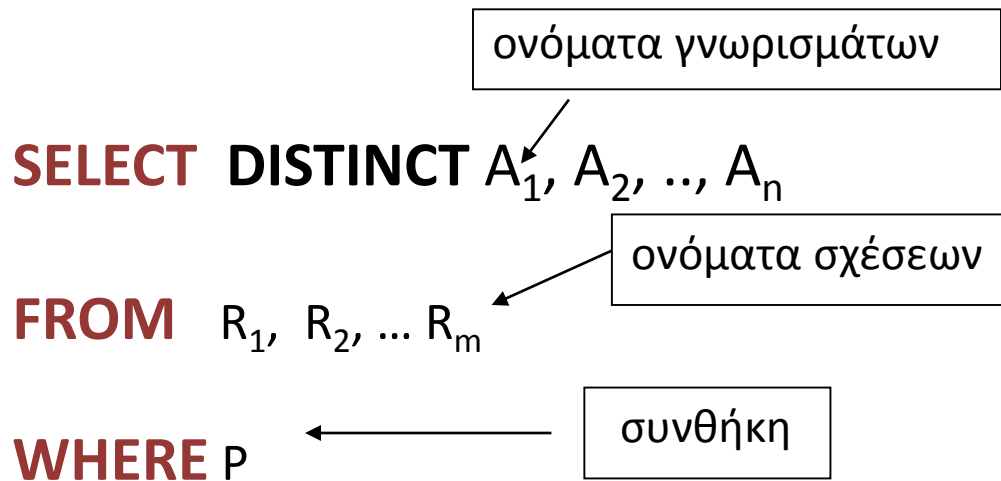 ονόματα γνωρισμάτων
SELECT DISTINCT A₁, A₂, .., Aₙ
ονόματα σχέσεων
FROM R₁, R₂, ... Rₘ
συνθήκη
WHERE P